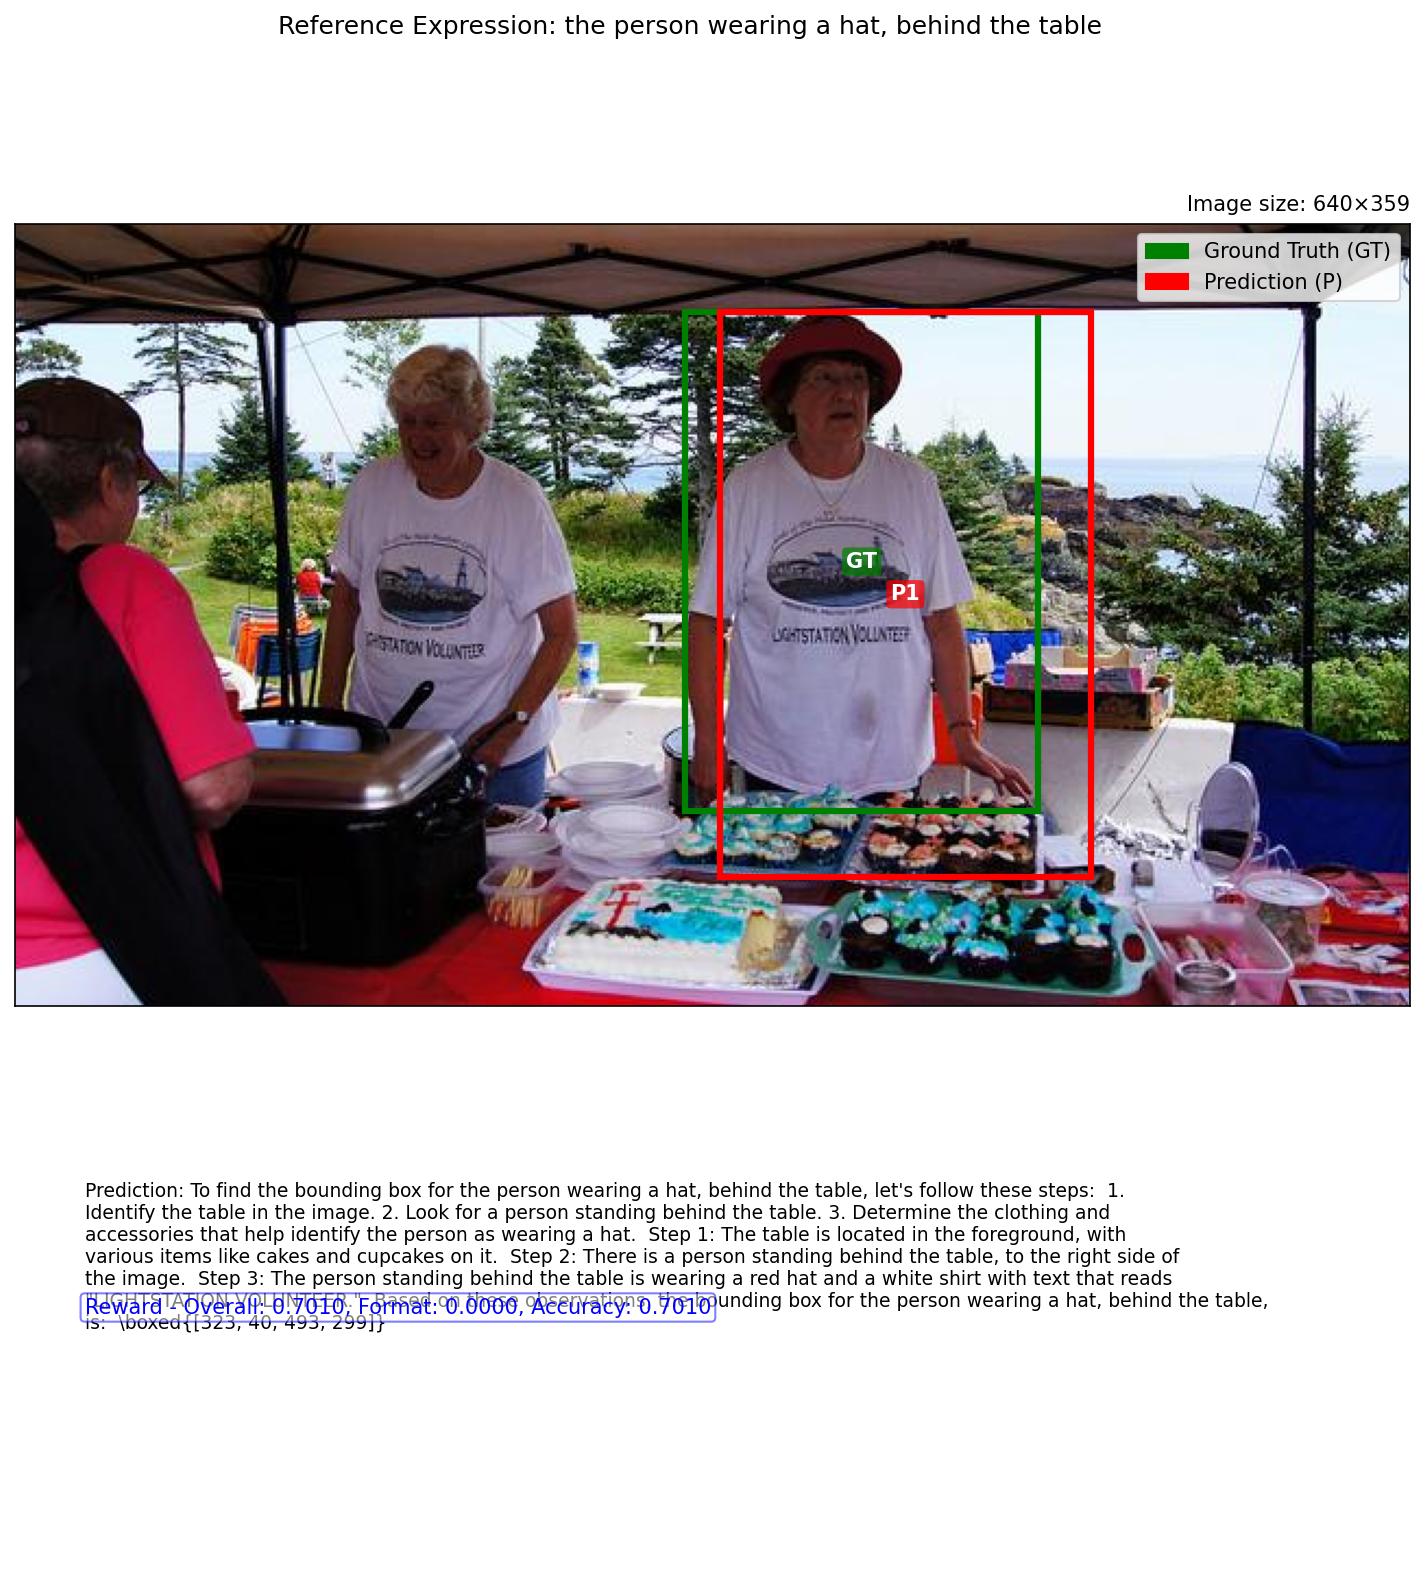 Reference Expression: the person wearing a hat, behind the table
Image size: 640×359
Ground Truth (GT)
Prediction (P)
GT
P1
LIGHTSTATION VOLUNTEER
LIGHTSTATION VOLUNTEER
Prediction: To find the bounding box for the person wearing a hat, behind the table, let's follow these steps:  1.
Identify the table in the image. 2. Look for a person standing behind the table. 3. Determine the clothing and
accessories that help identify the person as wearing a hat.  Step 1: The table is located in the foreground, with
various items like cakes and cupcakes on it.  Step 2: There is a person standing behind the table, to the right side of
the image.  Step 3: The person standing behind the table is wearing a red hat and a white shirt with text that reads
"LIGHTSTATION VOLUNTEER."  Based on these observations, the bounding box for the person wearing a hat, behind the table,
Reward - Overall: 0.7010, Format: 0.0000, Accuracy: 0.7010
is:  \boxed{[323, 40, 493, 299]}